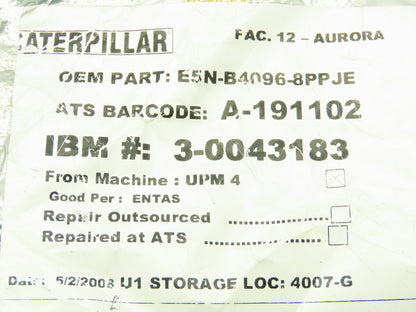 CATERPILLAR FAC. 12 - AURORA
OEM PART: E5N-B4096-8PPJE
ATS BARCODE: A-191102
IBM #: 3-0043183
From Machine : UPM 4
Good Per : ENTAS
Repair Outsourced ..................
Repaired at ATS ..................
Date: 5/2/2008 U1 STORAGE LOC: 4007-G